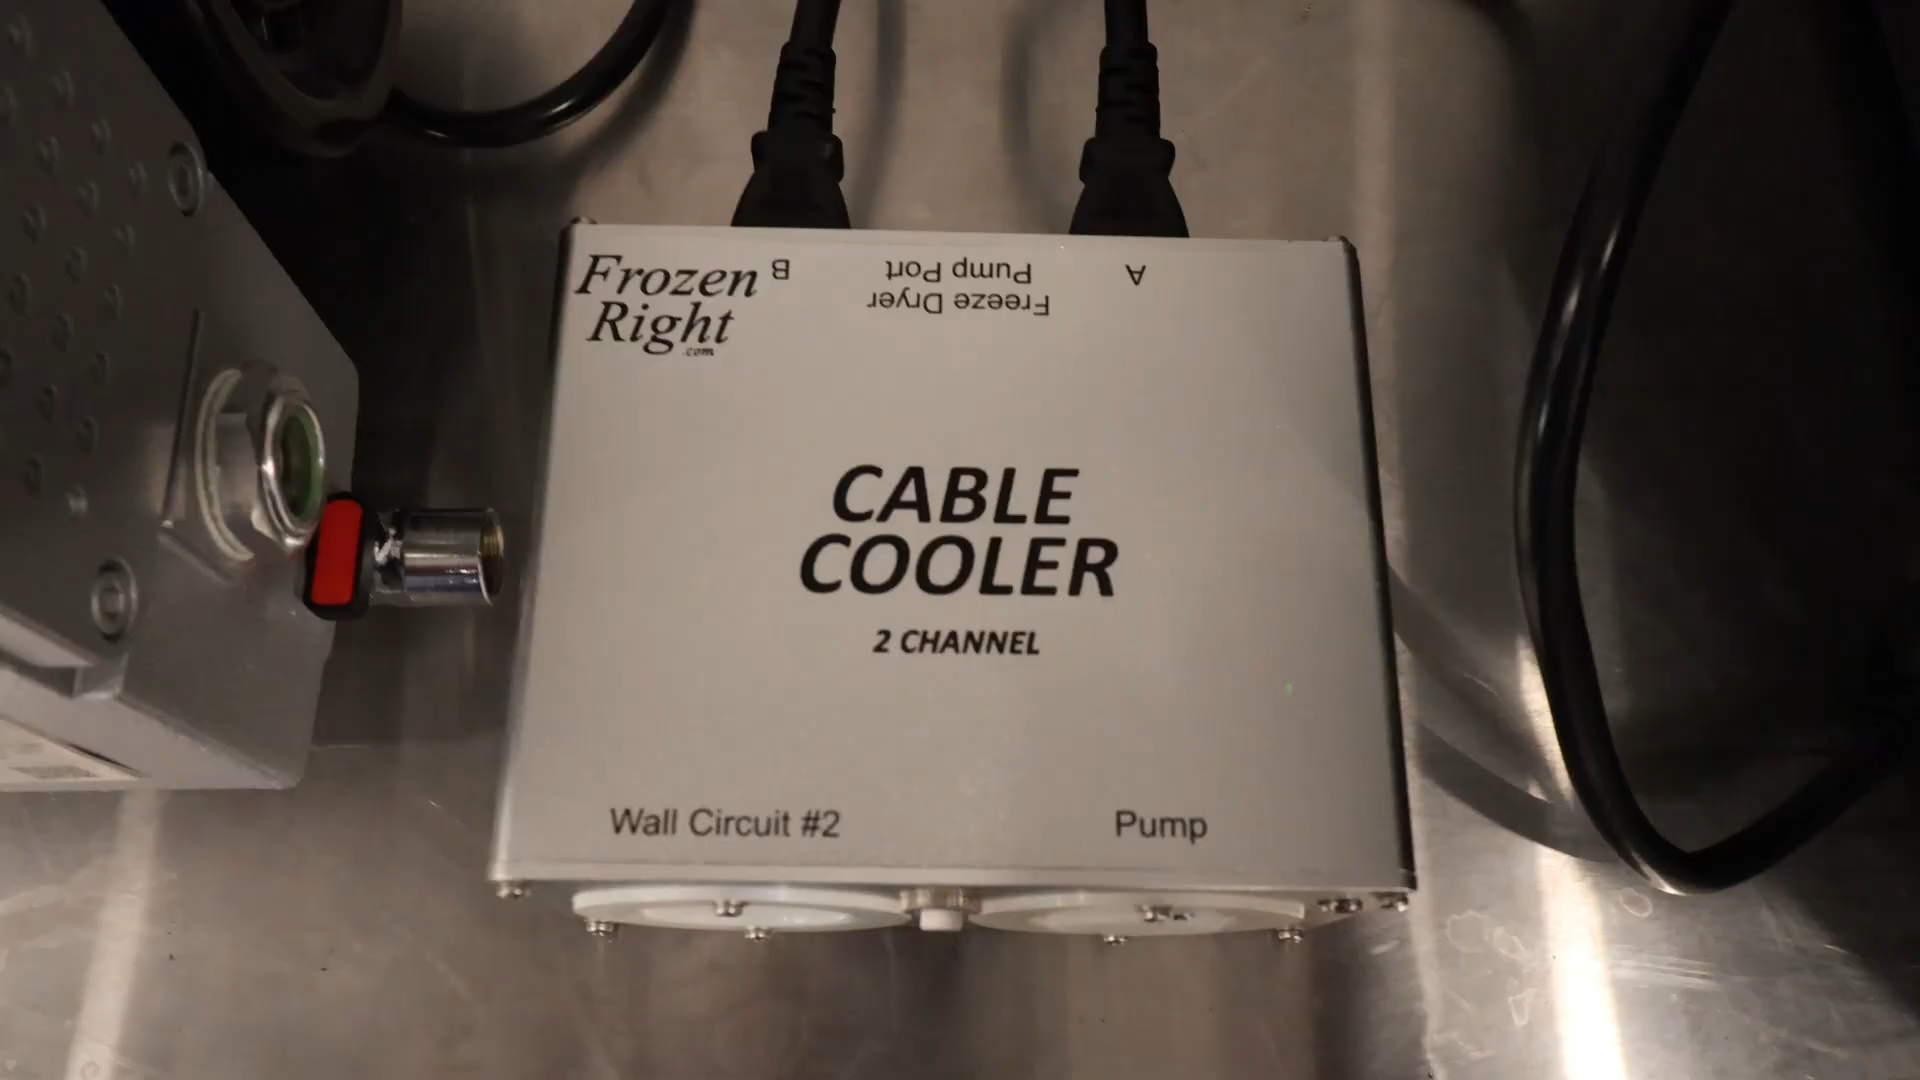 Frozen
Right
.com
B
A
Freeze Dryer
Pump Port
CABLE
COOLER
2 CHANNEL
Wall Circuit #2
Pump